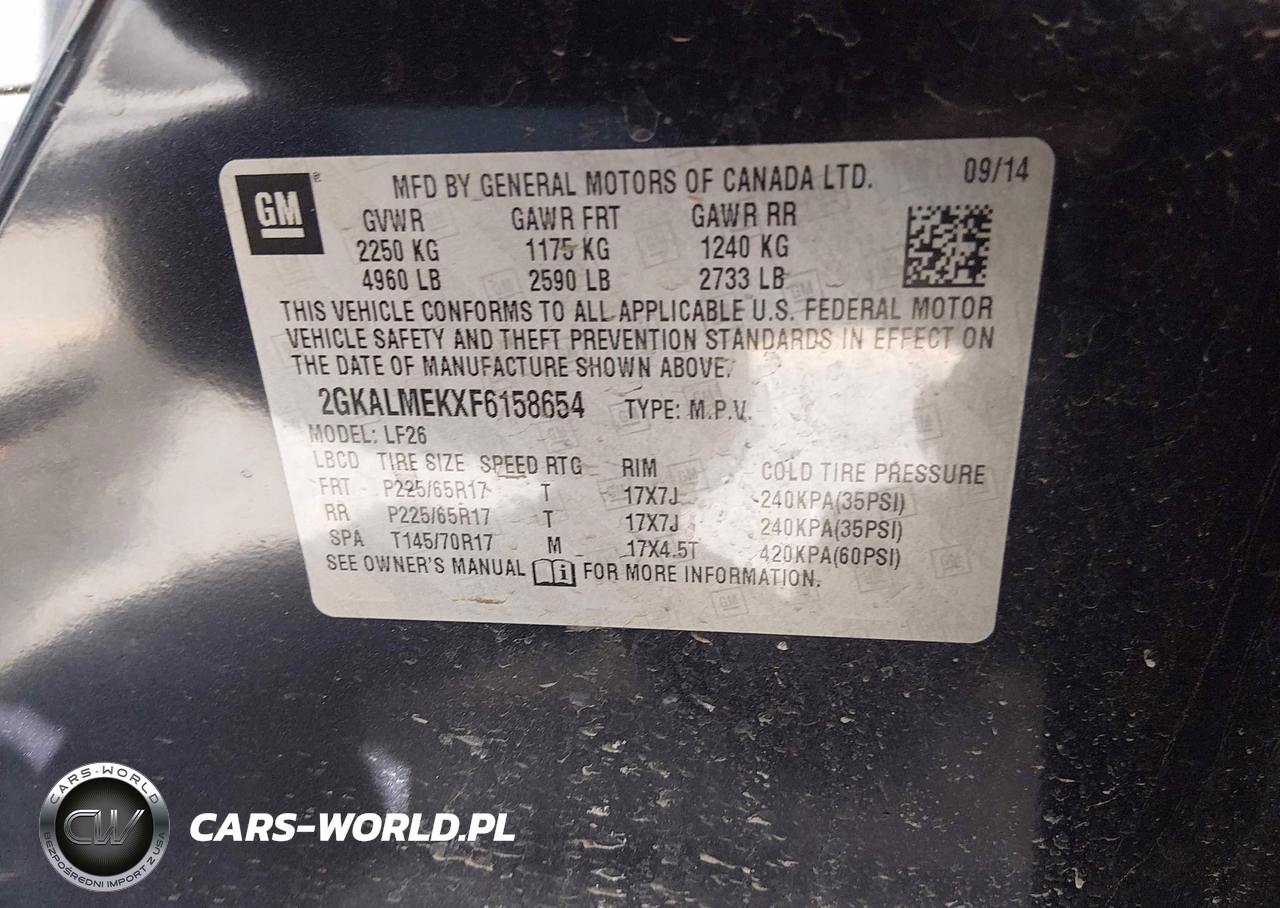 GM
®
MFD BY GENERAL MOTORS OF CANADA LTD.
09/14
GVWR GAWR FRT GAWR RR
2250 KG 1175 KG 1240 KG
4960 LB 2590 LB 2733 LB
THIS VEHICLE CONFORMS TO ALL APPLICABLE U.S. FEDERAL MOTOR
VEHICLE SAFETY AND THEFT PREVENTION STANDARDS IN EFFECT ON
THE DATE OF MANUFACTURE SHOWN ABOVE.
2GKALMEKXF6158654 TYPE: M.P.V.
MODEL: LF26
LBCD TIRE SIZE SPEED RTG RIM COLD TIRE PRESSURE
FRT P225/65R17 T 17X7J 240KPA(35PSI)
RR P225/65R17 T 17X7J 240KPA(35PSI)
SPA T145/70R17 M 17X4.5T 420KPA(60PSI)
SEE OWNER'S MANUAL i FOR MORE INFORMATION.
CARS-WORLD
CW
BEZPOŚREDNI IMPORT Z USA
CARS-WORLD.PL